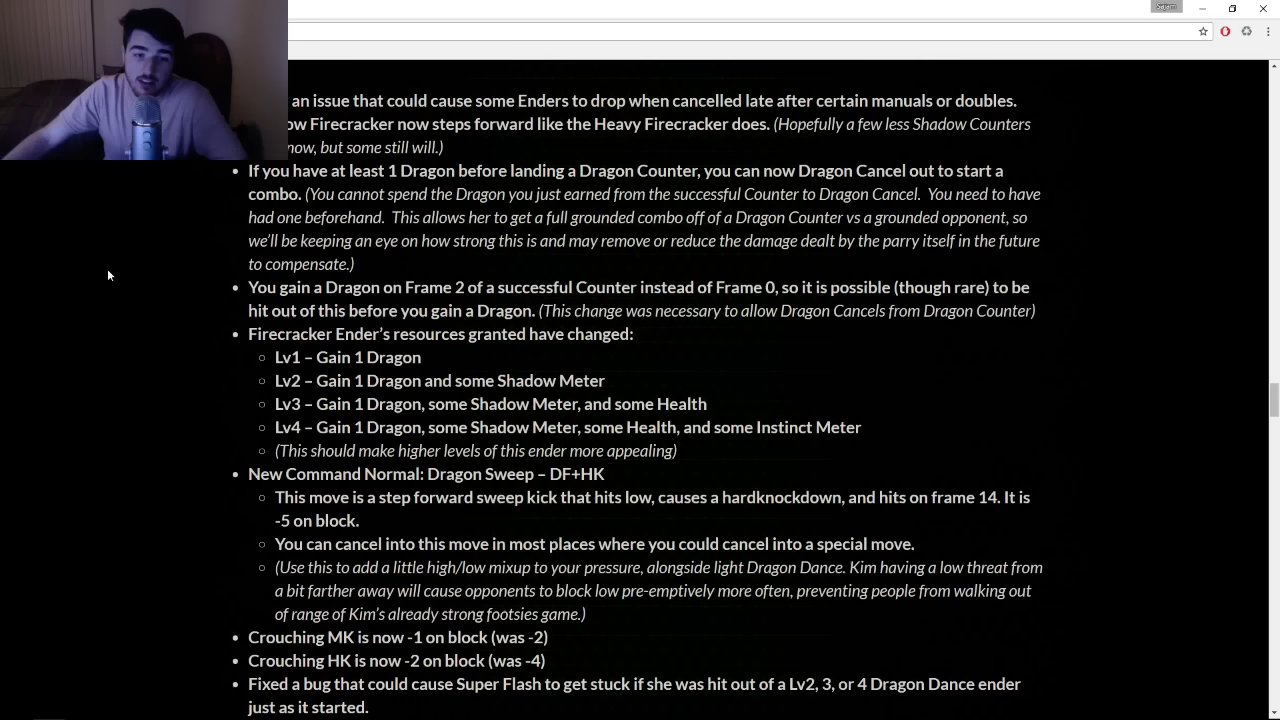 Sajam
an issue that could cause some Enders to drop when cancelled late after certain manuals or doubles.
ow Firecracker now steps forward like the Heavy Firecracker does. (Hopefully a few less Shadow Counters
now, but some still will.)
• If you have at least 1 Dragon before landing a Dragon Counter, you can now Dragon Cancel out to start a
combo. (You cannot spend the Dragon you just earned from the successful Counter to Dragon Cancel. You need to have
had one beforehand. This allows her to get a full grounded combo off of a Dragon Counter vs a grounded opponent, so
we'll be keeping an eye on how strong this is and may remove or reduce the damage dealt by the parry itself in the future
to compensate.)
• You gain a Dragon on Frame 2 of a successful Counter instead of Frame 0, so it is possible (though rare) to be
hit out of this before you gain a Dragon. (This change was necessary to allow Dragon Cancels from Dragon Counter)
• Firecracker Ender's resources granted have changed:
○ Lv1 – Gain 1 Dragon
○ Lv2 – Gain 1 Dragon and some Shadow Meter
○ Lv3 – Gain 1 Dragon, some Shadow Meter, and some Health
○ Lv4 – Gain 1 Dragon, some Shadow Meter, some Health, and some Instinct Meter
○ (This should make higher levels of this ender more appealing)
• New Command Normal: Dragon Sweep – DF+HK
○ This move is a step forward sweep kick that hits low, causes a hardknockdown, and hits on frame 14. It is
-5 on block.
○ You can cancel into this move in most places where you could cancel into a special move.
○ (Use this to add a little high/low mixup to your pressure, alongside light Dragon Dance. Kim having a low threat from
a bit farther away will cause opponents to block low pre-emptively more often, preventing people from walking out
of range of Kim's already strong footsies game.)
• Crouching MK is now -1 on block (was -2)
• Crouching HK is now -2 on block (was -4)
• Fixed a bug that could cause Super Flash to get stuck if she was hit out of a Lv2, 3, or 4 Dragon Dance ender
just as it started.